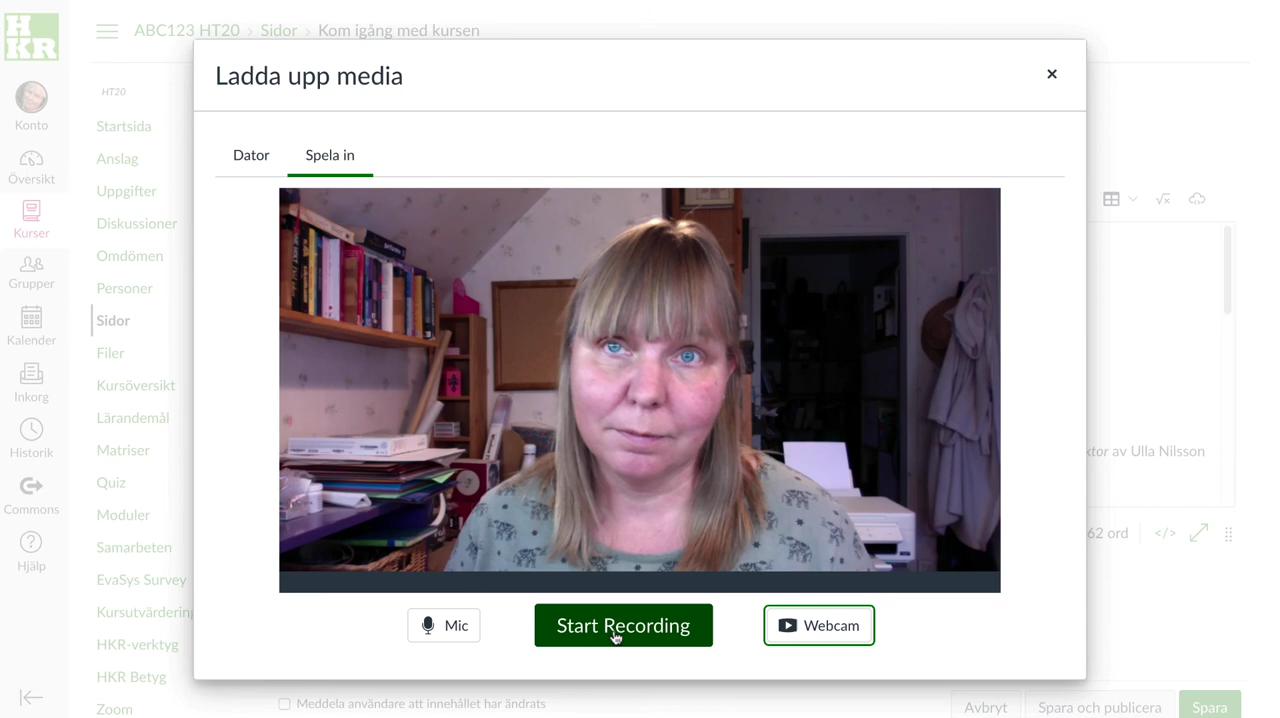 HKR
ABC123 HT20 > Sidor > Kom igång med kursen
Ladda upp media
×
HT20
Konto
Översikt
Kurser
Grupper
Kalender
Inkorg
Historik
Commons
Hjälp
Startsida
Anslag
Uppgifter
Diskussioner
Omdömen
Personer
Sidor
Filer
Kursöversikt
Lärandemål
Matriser
Quiz
Moduler
Samarbeten
EvaSys Survey
Kursutvärdering
HKR-verktyg
HKR Betyg
Zoom
Dator
Spela in
av Ulla Nilsson
62 ord
</>
Mic
Start Recording
Webcam
Meddela användare att innehållet har ändrats
Avbryt
Spara och publicera
Spara